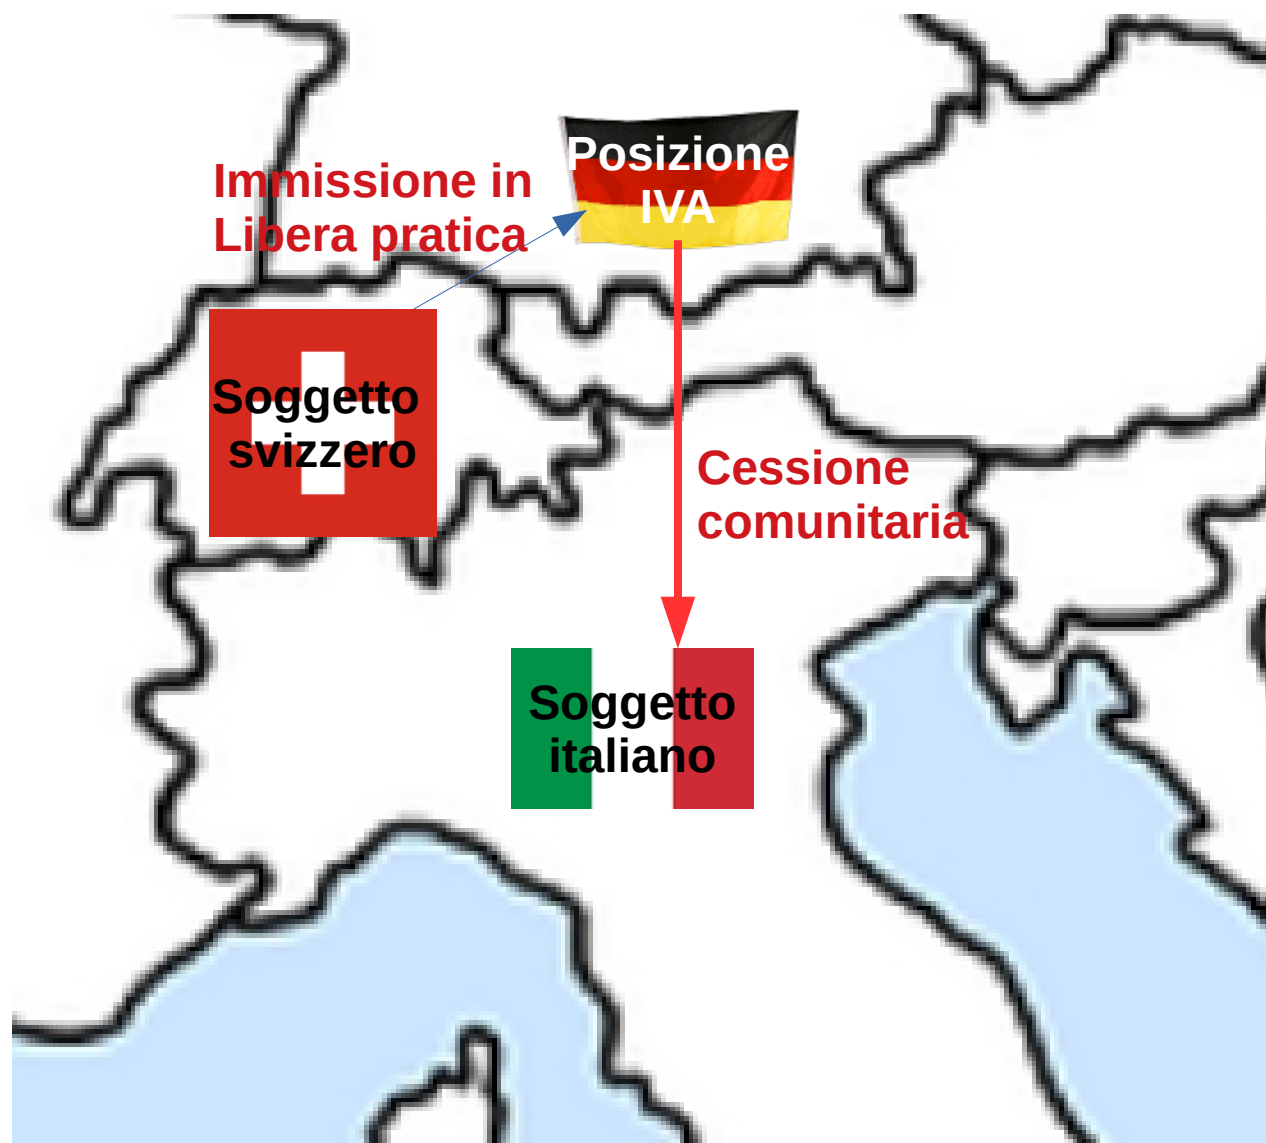 Posizione
IVA
Immissione in
Libera pratica
Soggetto
svizzero
Cessione
comunitaria
Soggetto
italiano